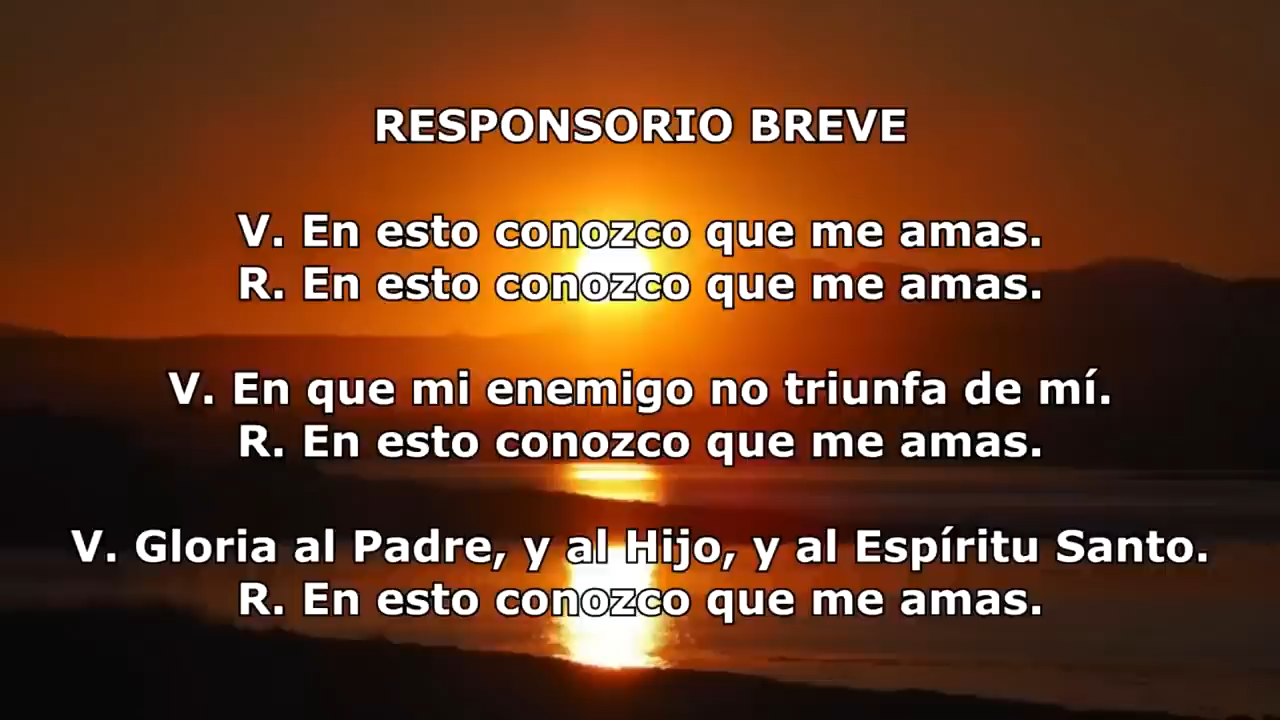 RESPONSORIO BREVE
V. En esto conozco que me amas.
R. En esto conozco que me amas.
V. En que mi enemigo no triunfa de mí.
R. En esto conozco que me amas.
V. Gloria al Padre, y al Hijo, y al Espíritu Santo.
R. En esto conozco que me amas.